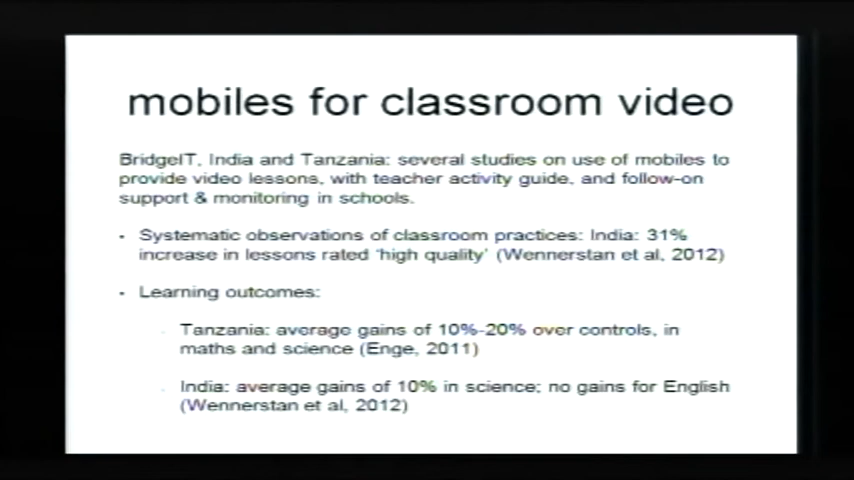 mobiles for classroom video
BridgeIT, India and Tanzania: several studies on use of mobiles to
provide video lessons, with teacher activity guide, and follow-on
support & monitoring in schools.
• Systematic observations of classroom practices: India: 31%
increase in lessons rated 'high quality' (Wennerstan et al, 2012)
• Learning outcomes:
Tanzania: average gains of 10%-20% over controls, in
maths and science (Enge, 2011)
India: average gains of 10% in science; no gains for English
(Wennerstan et al, 2012)